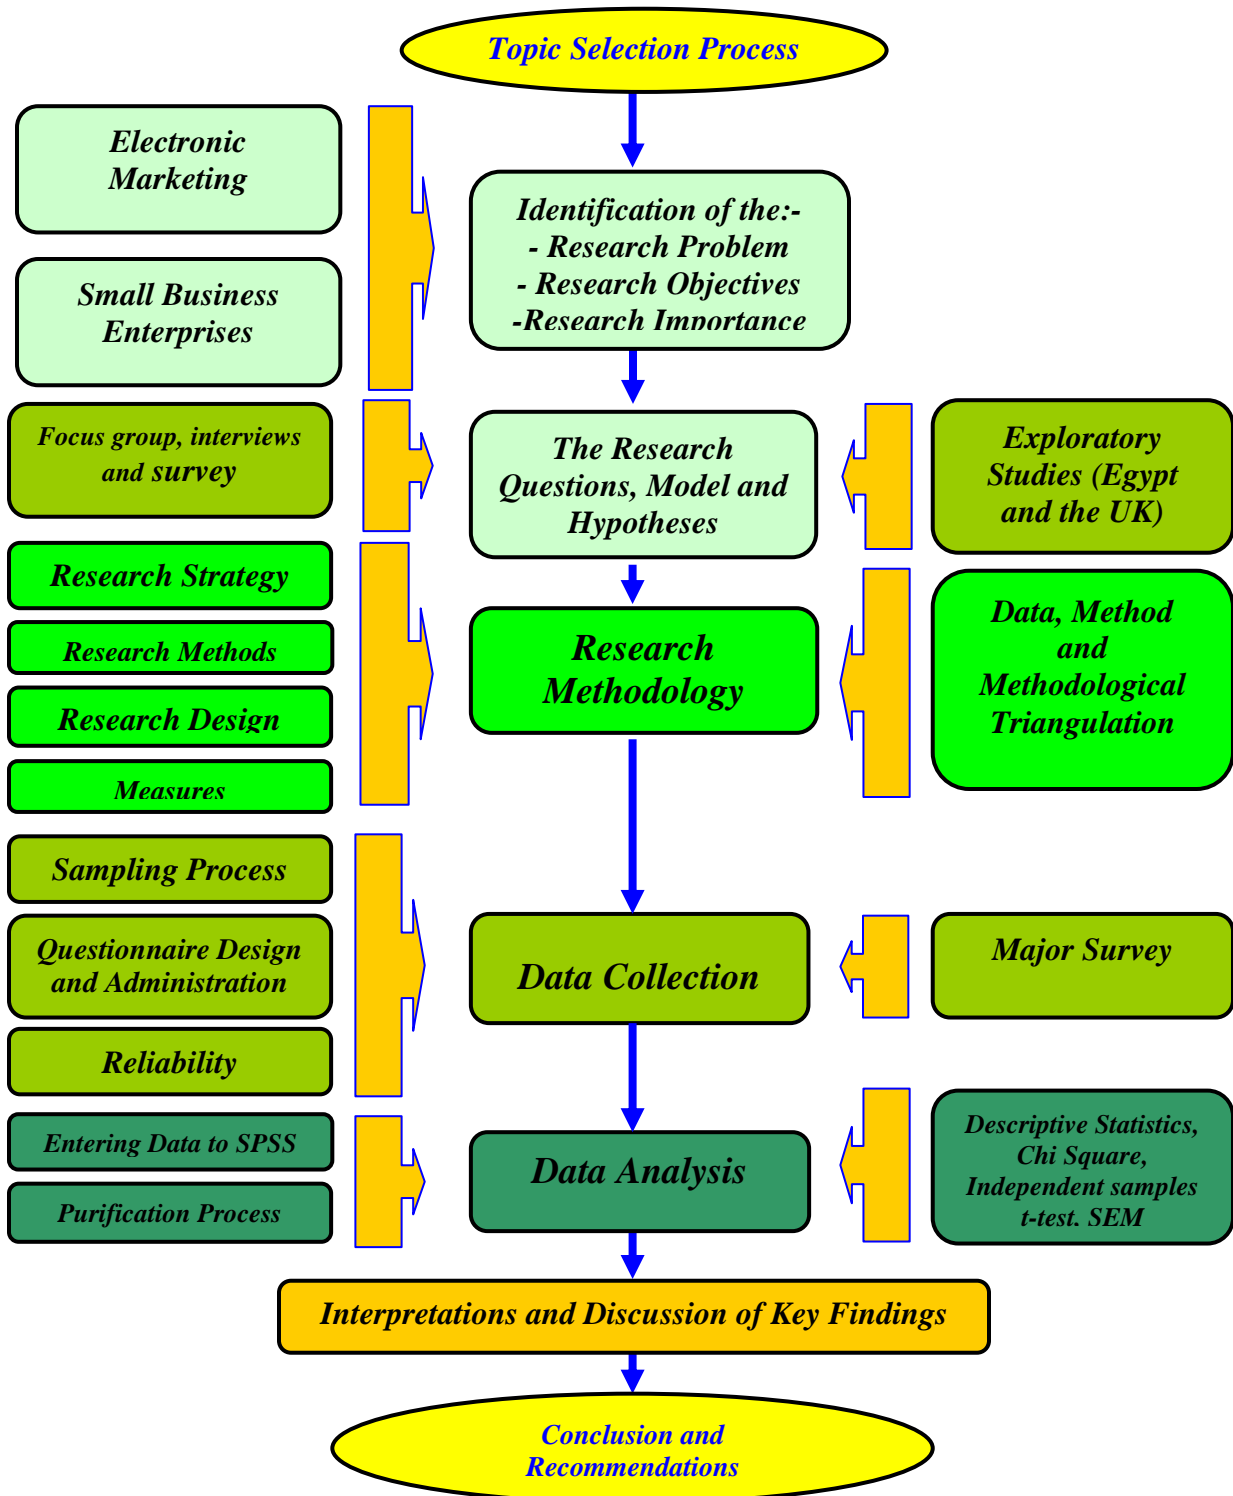 Topic Selection Process
Electronic
Marketing
Small Business
Enterprises
Identification of the:-
- Research Problem
- Research Objectives
-Research Importance
Focus group, interviews
and survey
The Research
Questions, Model and
Hypotheses
Exploratory
Studies (Egypt
and the UK)
Research Strategy
Research Methods
Research Design
Measures
Research
Methodology
Data, Method
and
Methodological
Triangulation
Sampling Process
Questionnaire Design
and Administration
Reliability
Data Collection
Major Survey
Entering Data to SPSS
Purification Process
Data Analysis
Descriptive Statistics,
Chi Square,
Independent samples
t-test. SEM
Interpretations and Discussion of Key Findings
Conclusion and
Recommendations